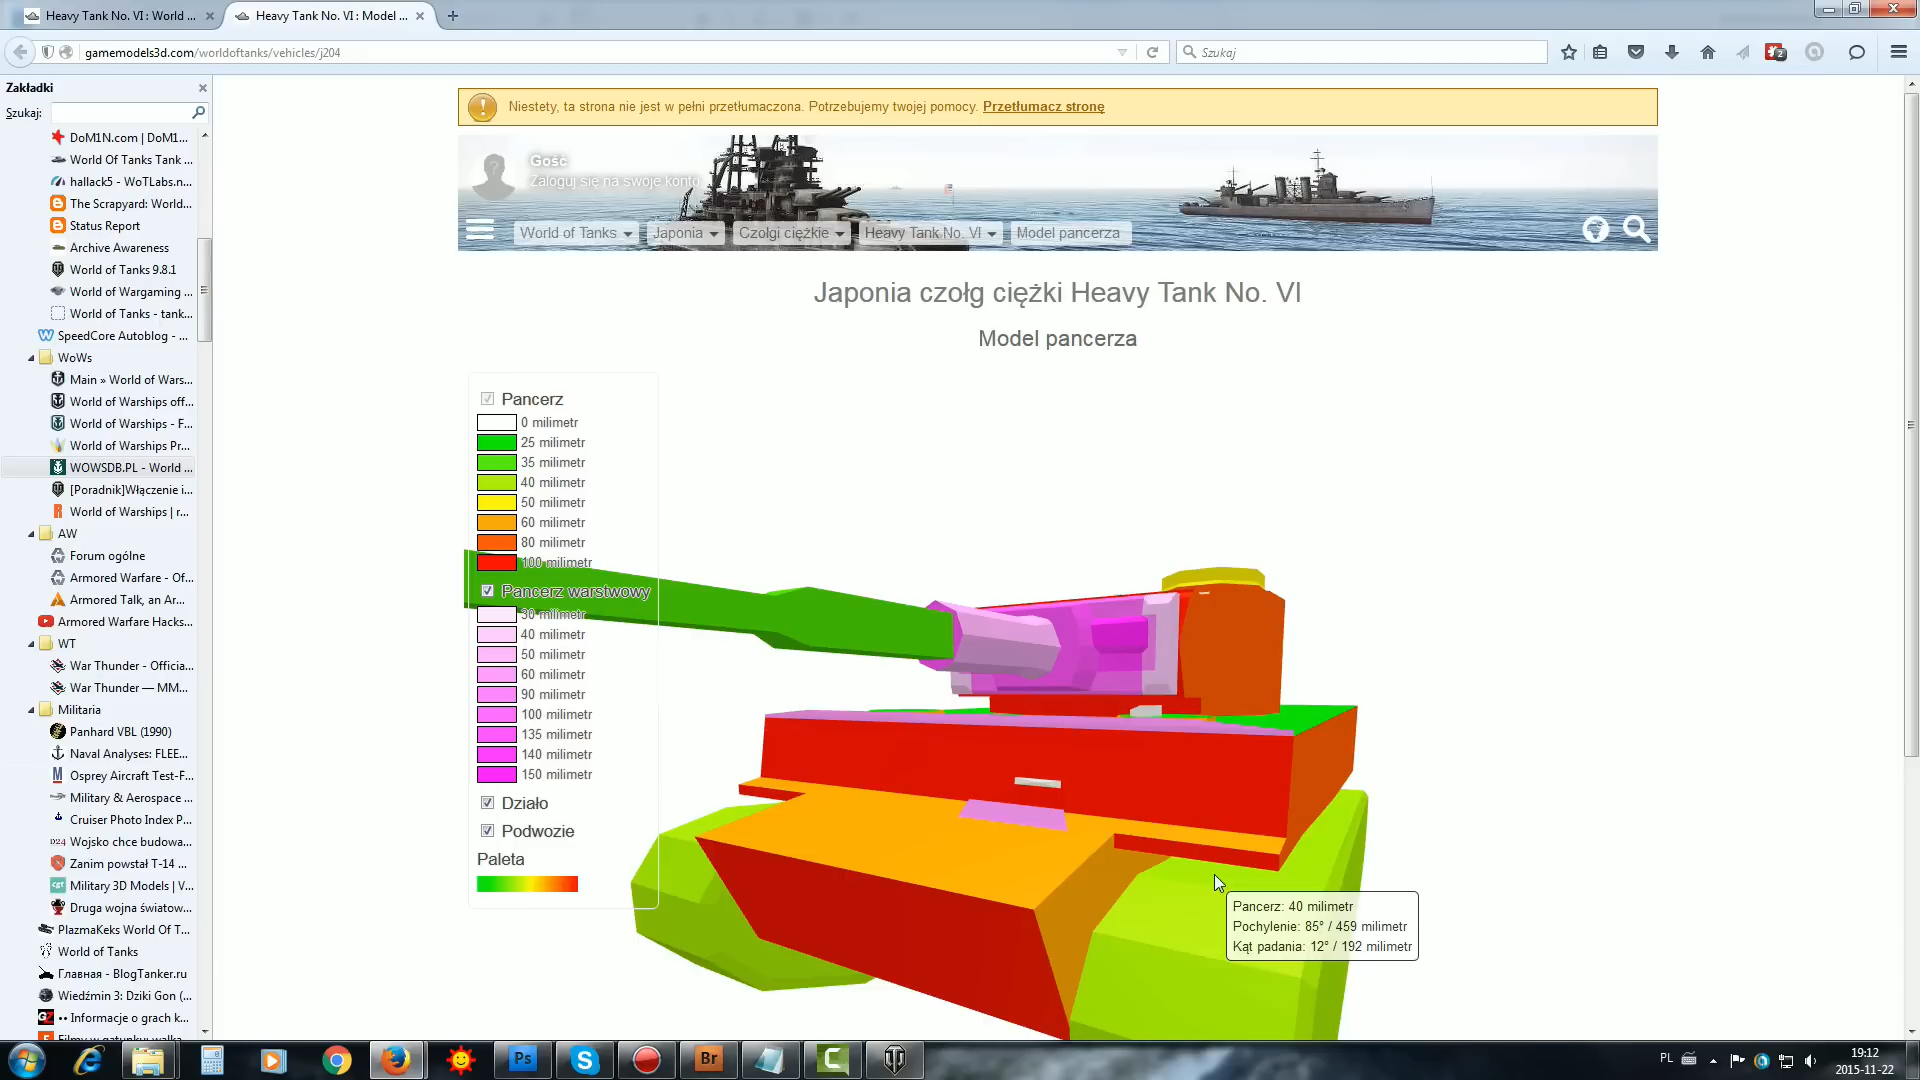 Heavy Tank No. VI : World ...
Heavy Tank No. VI : Model ...
gamemodels3d.com/worldoftanks/vehicles/j204
Szukaj
2
Zakładki
Szukaj:
DoM1N.com | DoM1...
World Of Tanks Tank ...
hallack5 - WoTLabs.n...
The Scrapyard: World...
Status Report
Archive Awareness
World of Tanks 9.8.1
World of Wargaming ...
World of Tanks - tank...
SpeedCore Autoblog - ...
WoWs
Main » World of Wars...
World of Warships off...
World of Warships - F...
World of Warships Pr...
WOWSDB.PL - World ...
[Poradnik]Włączenie i...
World of Warships | r...
AW
Forum ogólne
Armored Warfare - Of...
Armored Talk, an Ar...
Armored Warfare Hacks...
WT
War Thunder - Officia...
War Thunder — MM...
Militaria
Panhard VBL (1990)
Naval Analyses: FLEE...
Osprey Aircraft Test-F...
Military & Aerospace ...
Cruiser Photo Index P...
D24 Wojsko chce budowa...
Zanim powstał T-14 ...
Military 3D Models | V...
Druga wojna światow...
PlazmaKeks World Of T...
World of Tanks
Главная - BlogTanker.ru
Wiedźmin 3: Dziki Gon (...
•• Informacje o grach k...
Filmy w gatunku: walka
Niestety, ta strona nie jest w pełni przetłumaczona. Potrzebujemy twojej pomocy. Przetłumacz stronę
Gość
Zaloguj się na swoje konto
World of Tanks
Japonia
Czołgi ciężkie
Heavy Tank No. VI
Model pancerza
Japonia czołg ciężki Heavy Tank No. VI
Model pancerza
Pancerz
0 milimetr
25 milimetr
35 milimetr
40 milimetr
50 milimetr
60 milimetr
80 milimetr
100 milimetr
Pancerz warstwowy
30 milimetr
40 milimetr
50 milimetr
60 milimetr
90 milimetr
100 milimetr
135 milimetr
140 milimetr
150 milimetr
Działo
Podwozie
Paleta
Pancerz: 40 milimetr
Pochylenie: 85° / 459 milimetr
Kąt padania: 12° / 192 milimetr
Ps
Br
PL
19:12
2015-11-22